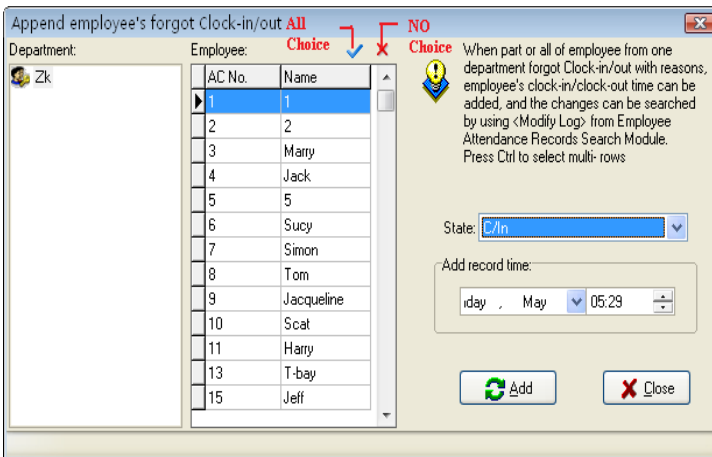 Append employee's forgot Clock-in/out
All
Choice
NO
Choice
Department:
Employee:
Zk
AC No. Name
1 1
2 2
3 Marry
4 Jack
5 5
6 Sucy
7 Simon
8 Tom
9 Jacqueline
10 Scat
11 Harry
13 T-bay
15 Jeff
When part or all of employee from one
department forgot Clock-in/out with reasons,
employee's clock-in/clock-out time can be
added, and the changes can be searched
by using <Modify Log> from Employee
Attendance Records Search Module.
Press Ctrl to select multi- rows
State: C/In
Add record time:
day , May 05:29
Add
Close